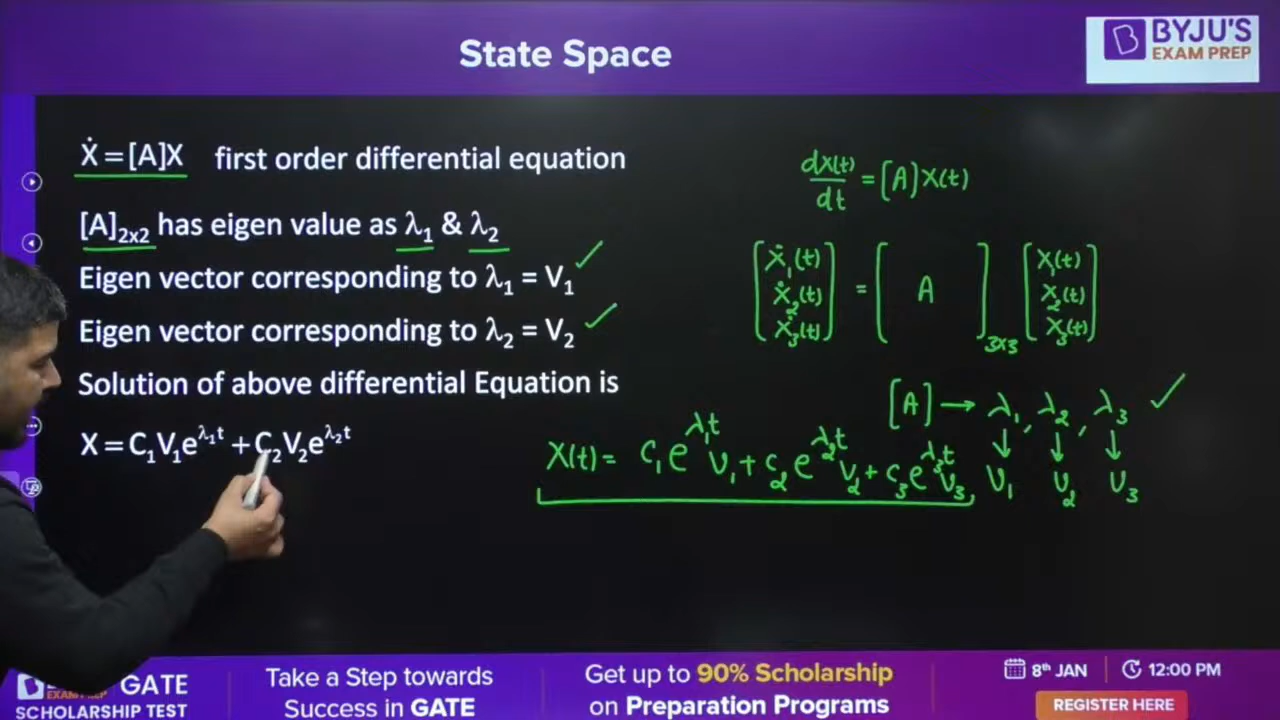 State Space
BYJU'S
EXAM PREP
Ẋ = [A]X first order differential equation
[A]₂ₓ₂ has eigen value as λ₁ & λ₂
Eigen vector corresponding to λ₁ = V₁
Eigen vector corresponding to λ₂ = V₂
Solution of above differential Equation is
X = C₁V₁e^λ₁t + C₂V₂e^λ₂t
dX(t)/dt = [A] X(t)
[ẋ₁(t) ẋ₂(t) ẋ₃(t)] = [A]₃ₓ₃ [x₁(t) x₂(t) x₃(t)]
[A] → λ₁, λ₂, λ₃ ✓
↓ ↓ ↓
X(t) = c₁e^λ₁t v₁ + c₂e^λ₂t v₂ + c₃e^λ₃t v₃, v₁ v₂ v₃
EXAM PREP GATE
SCHOLARSHIP TEST
Take a Step towards
Success in GATE
Get up to 90% Scholarship
on Preparation Programs
8th JAN 12:00 PM
REGISTER HERE